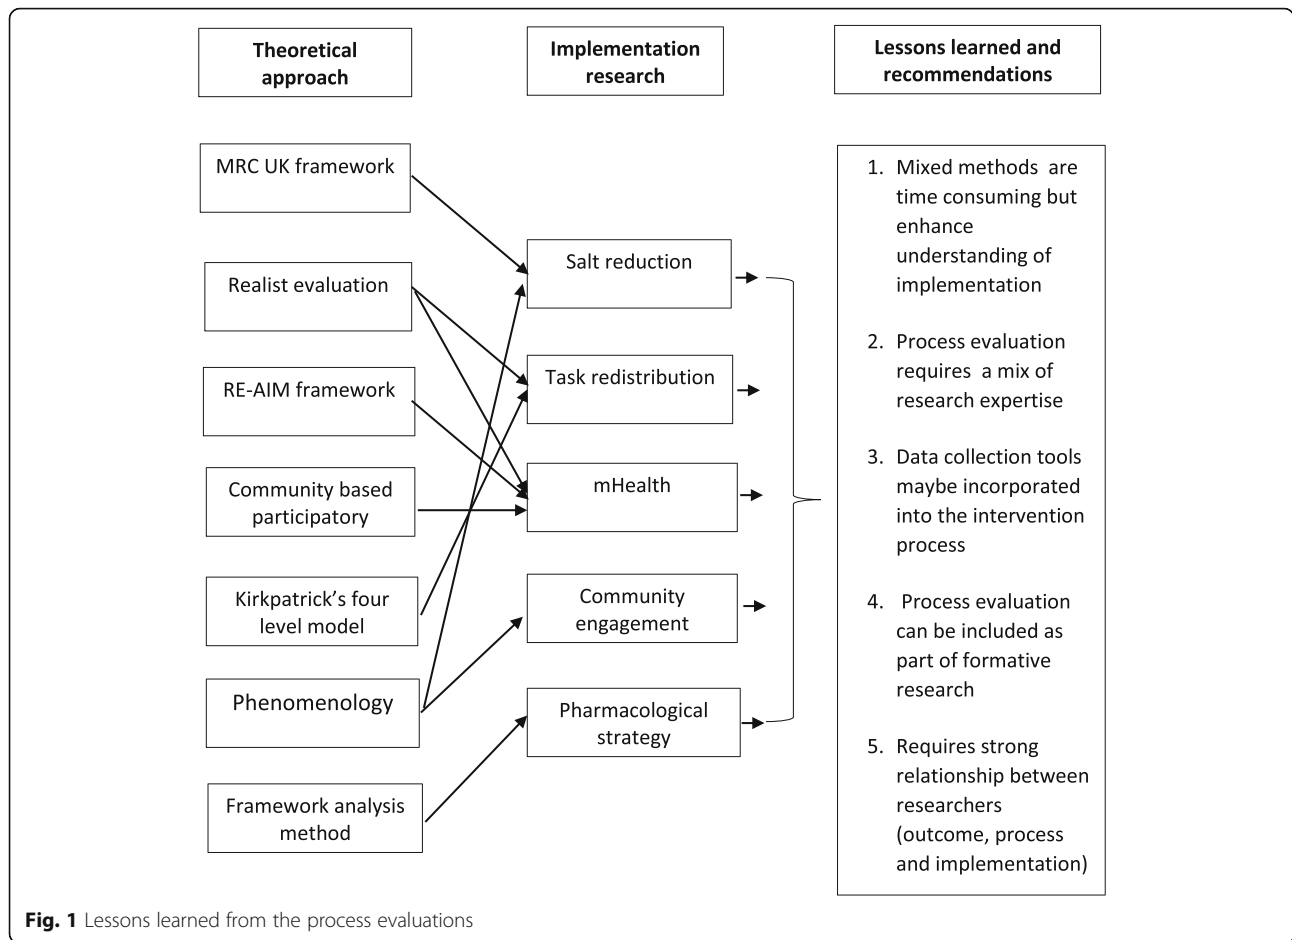 Theoretical
approach
Implementation
research
Lessons learned and
recommendations
MRC UK framework
Realist evaluation
RE-AIM framework
Community based
participatory
Kirkpatrick’s four
level model
Phenomenology
Framework analysis
method
Salt reduction
Task redistribution
mHealth
Community
engagement
Pharmacological
strategy
1. Mixed methods are
time consuming but
enhance
understanding of
implementation
2. Process evaluation
requires a mix of
research expertise
3. Data collection tools
maybe incorporated
into the intervention
process
4. Process evaluation
can be included as
part of formative
research
5. Requires strong
relationship between
researchers
(outcome, process
and implementation)
Fig. 1 Lessons learned from the process evaluations